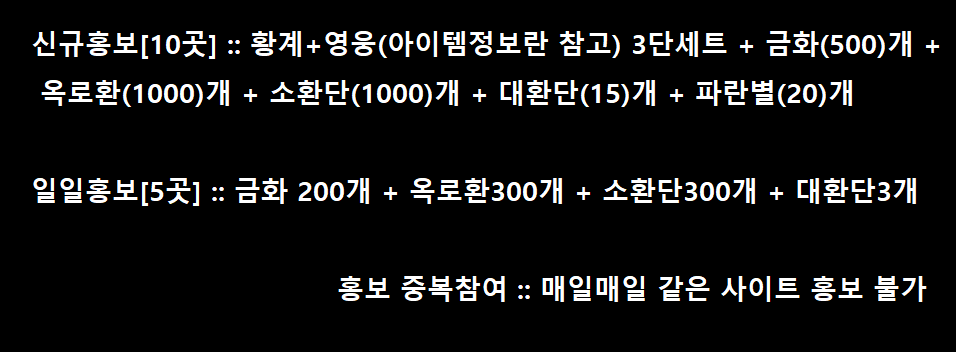 신규홍보[10곳] :: 황계+영웅(아이템정보란 참고) 3단세트 + 금화(500)개 +
옥로환(1000)개 + 소환단(1000)개 + 대환단(15)개 + 파란별(20)개
일일홍보[5곳] :: 금화 200개 + 옥로환300개 + 소환단300개 + 대환단3개
홍보 중복참여 :: 매일매일 같은 사이트 홍보 불가